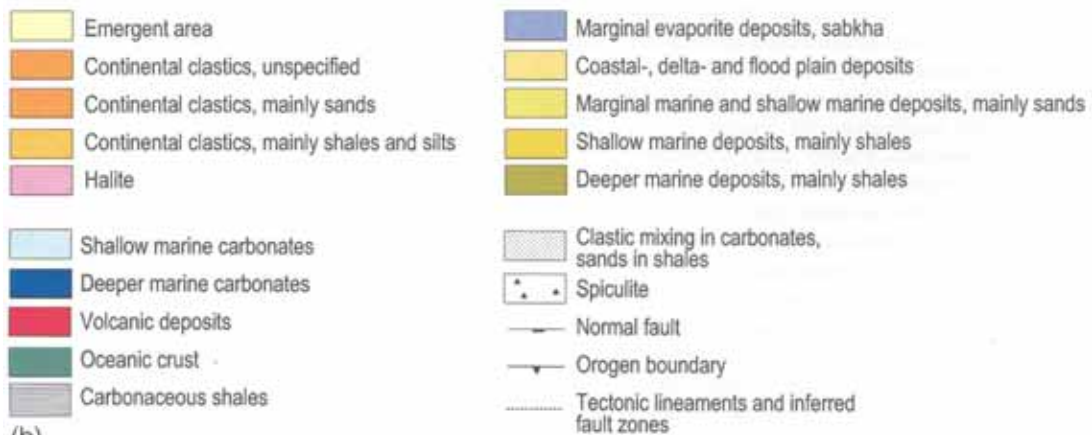 Emergent area
Continental clastics, unspecified
Continental clastics, mainly sands
Continental clastics, mainly shales and silts
Halite
Shallow marine carbonates
Deeper marine carbonates
Volcanic deposits
Oceanic crust
Carbonaceous shales
(b)
Marginal evaporite deposits, sabkha
Coastal-, delta- and flood plain deposits
Marginal marine and shallow marine deposits, mainly sands
Shallow marine deposits, mainly shales
Deeper marine deposits, mainly shales
Clastic mixing in carbonates,
sands in shales
Spiculite
Normal fault
Orogen boundary
Tectonic lineaments and inferred
fault zones